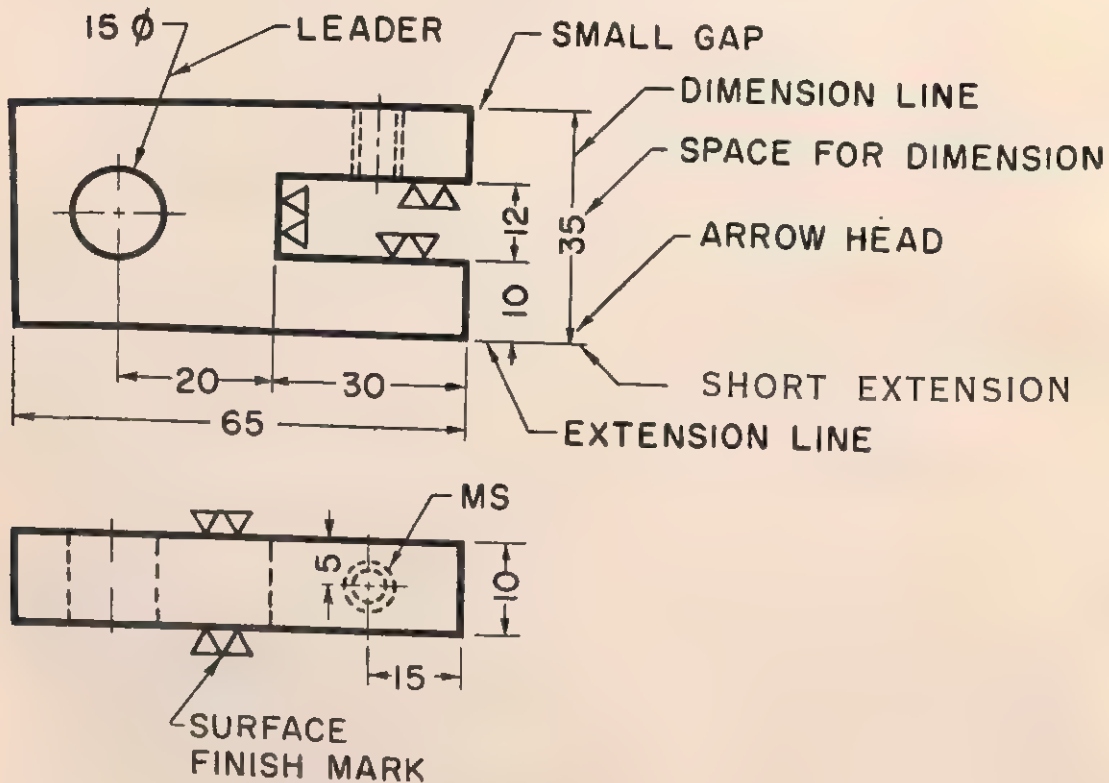 15 Ø
LEADER
SMALL GAP
DIMENSION LINE
SPACE FOR DIMENSION
12
35
ARROW HEAD
10
20
30
SHORT EXTENSION
65
EXTENSION LINE
MS
5
10
15
SURFACE
FINISH MARK